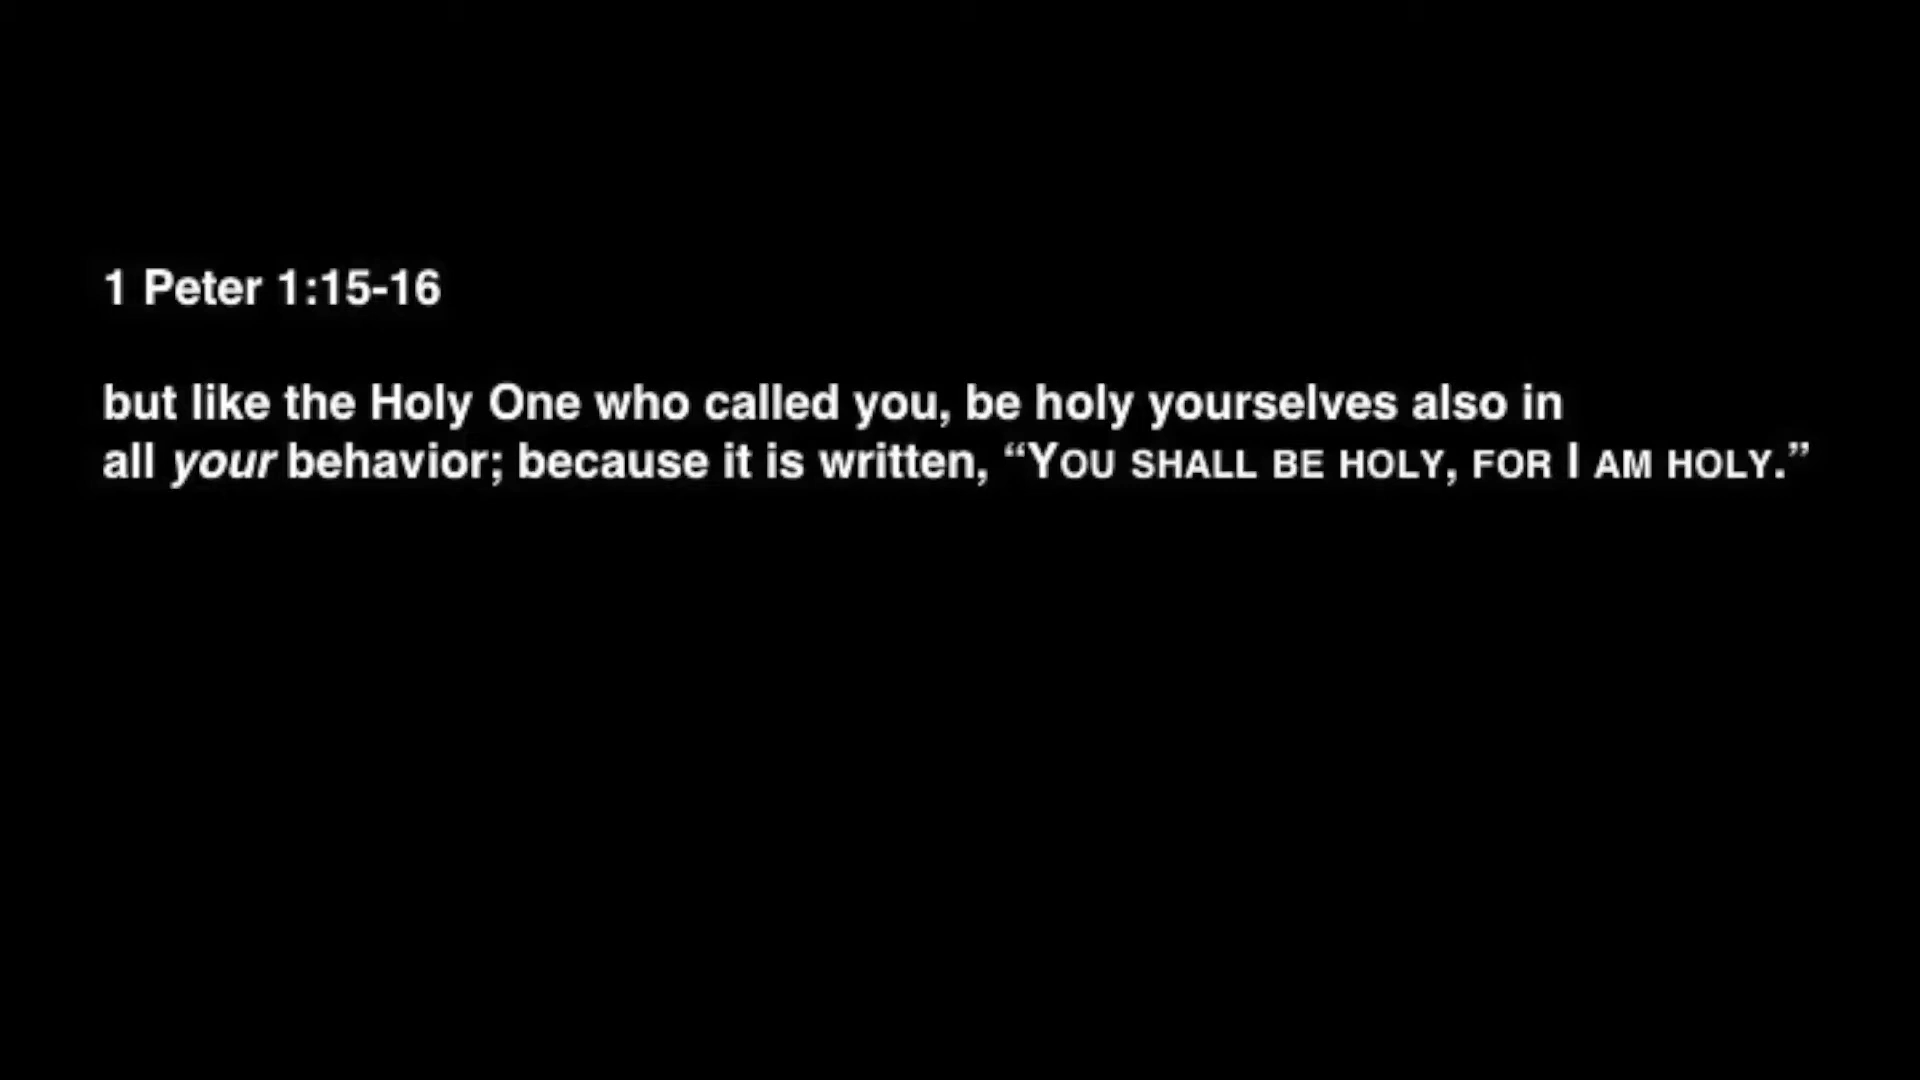 1 Peter 1:15-16
but like the Holy One who called you, be holy yourselves also in
all your behavior; because it is written, “YOU SHALL BE HOLY, FOR I AM HOLY.”